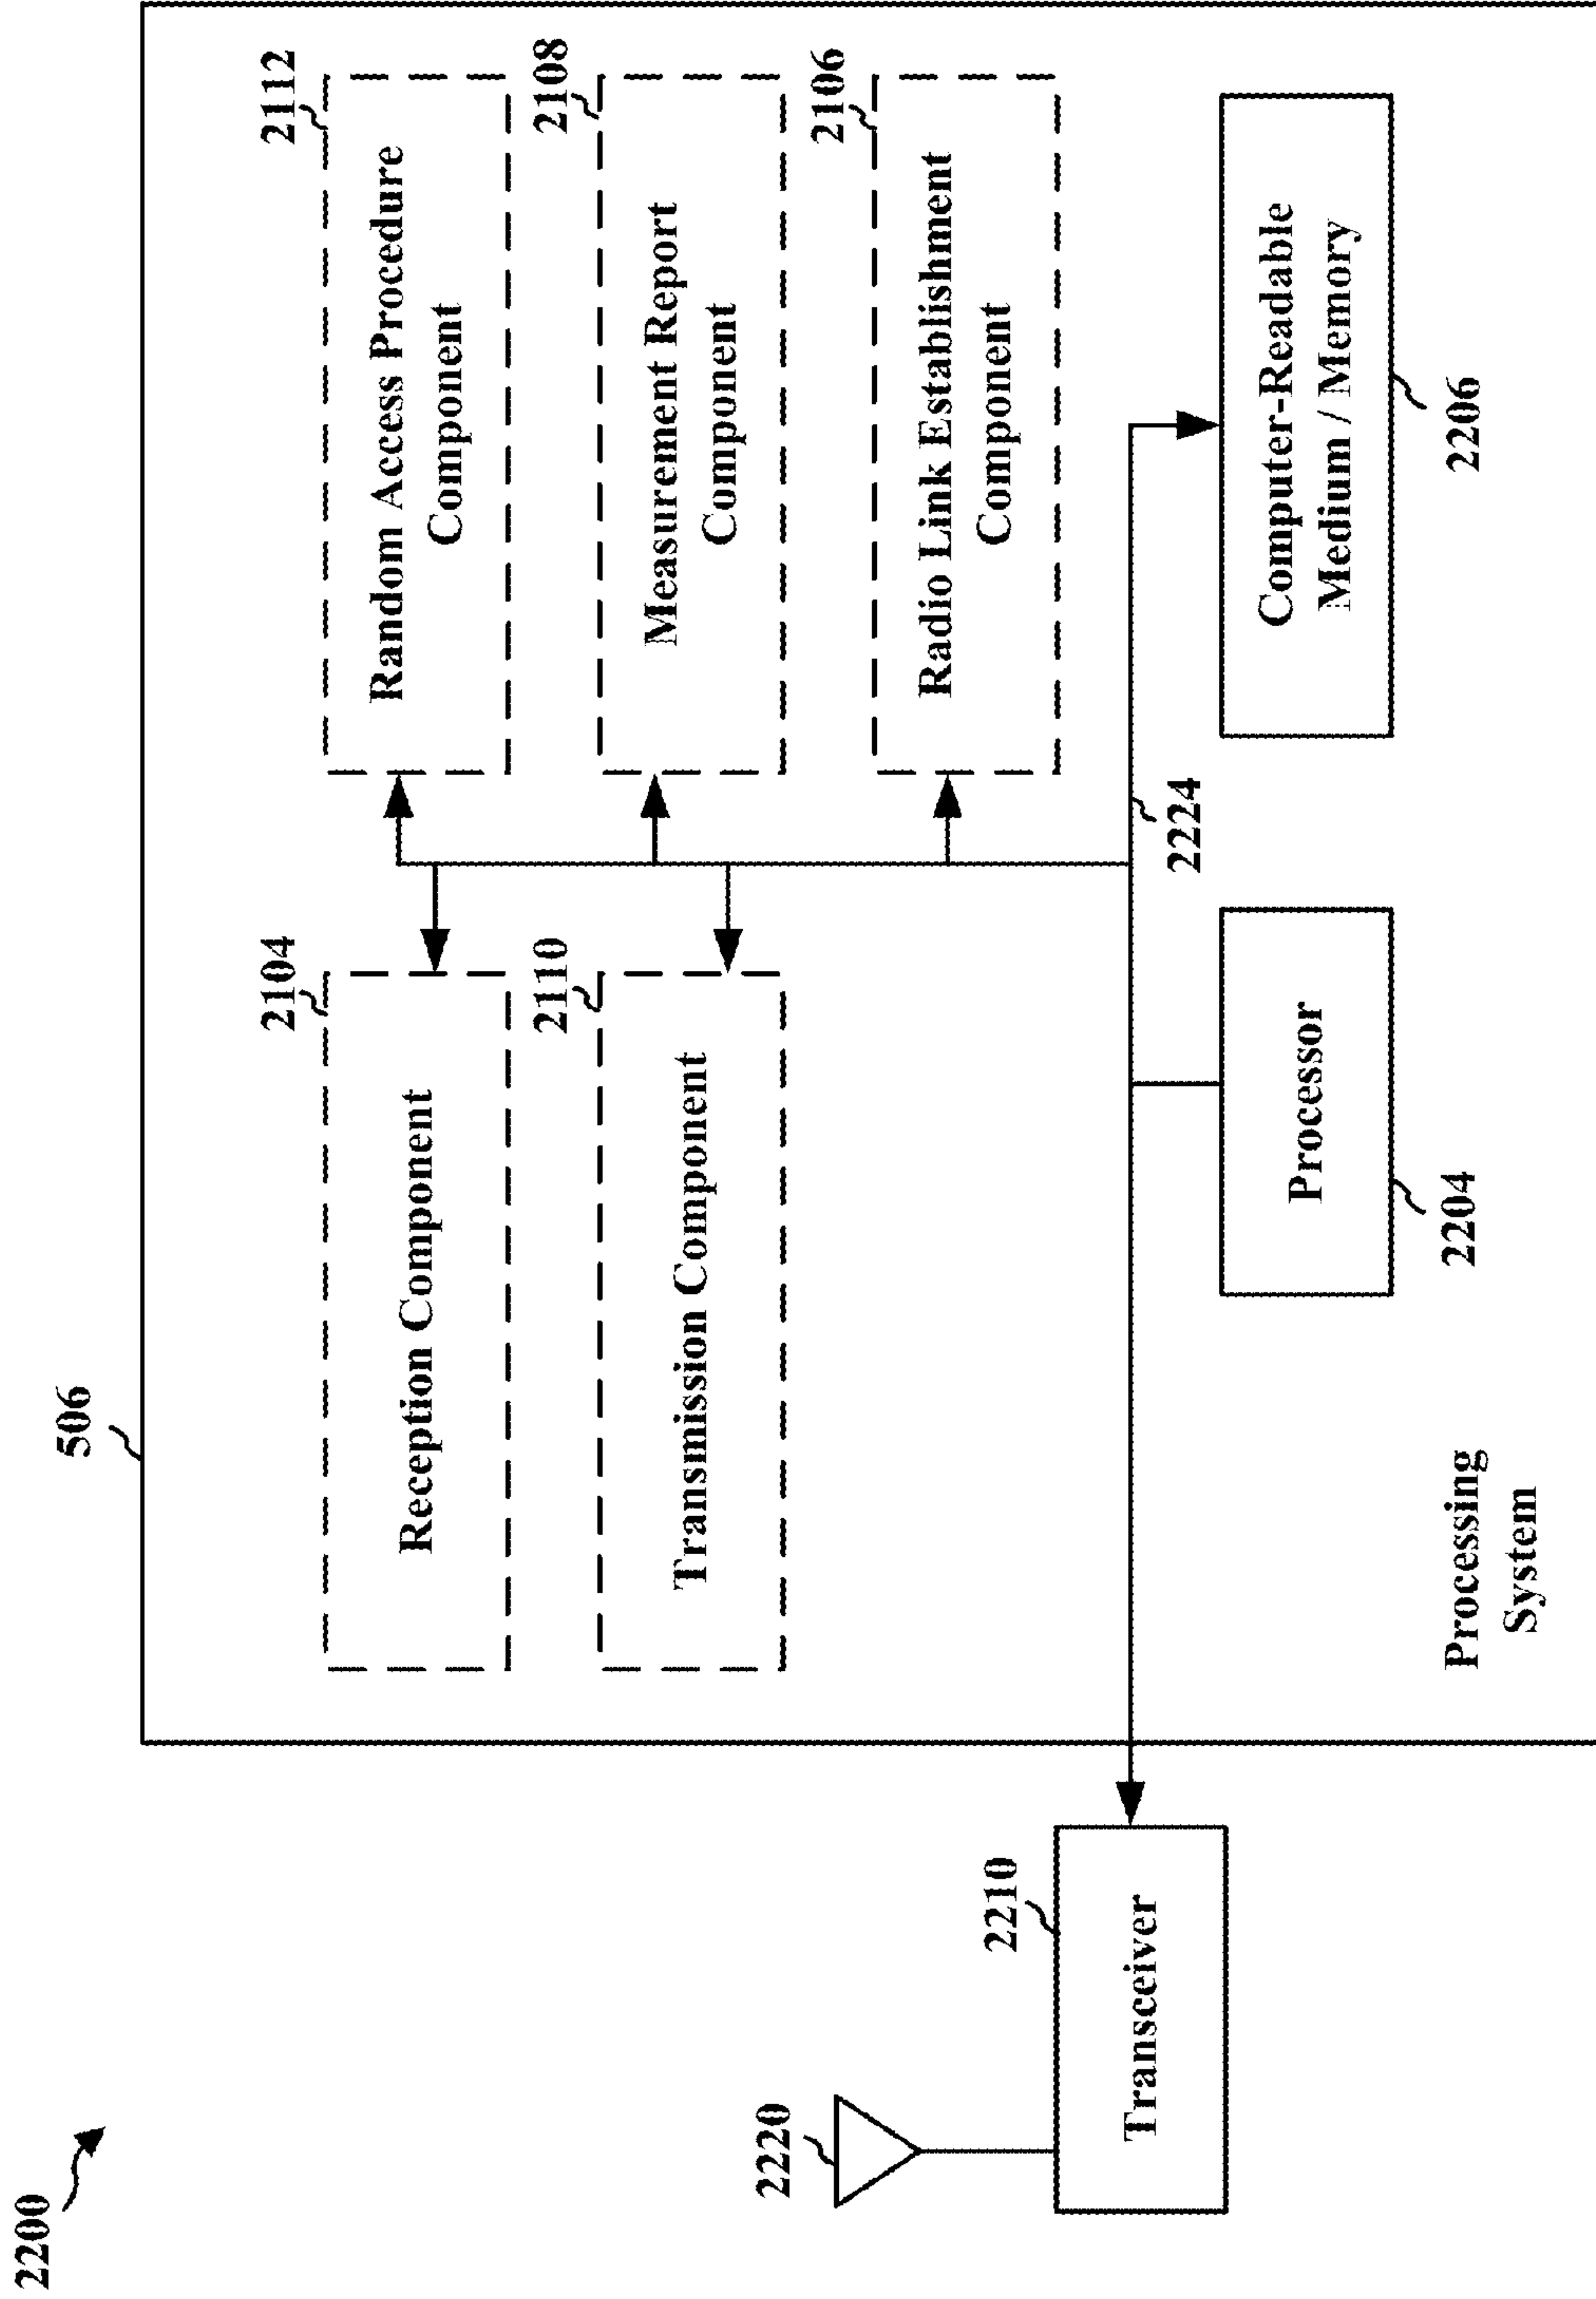 2200
506
2104
Reception Component
2110
Transmission Component
2112
Random Access Procedure
Component
2108
Measurement Report
Component
2106
Radio Link Establishment
Component
2220
2210
Transceiver
2224
Processor
2204
Computer-Readable
Medium / Memory
2206
Processing
System